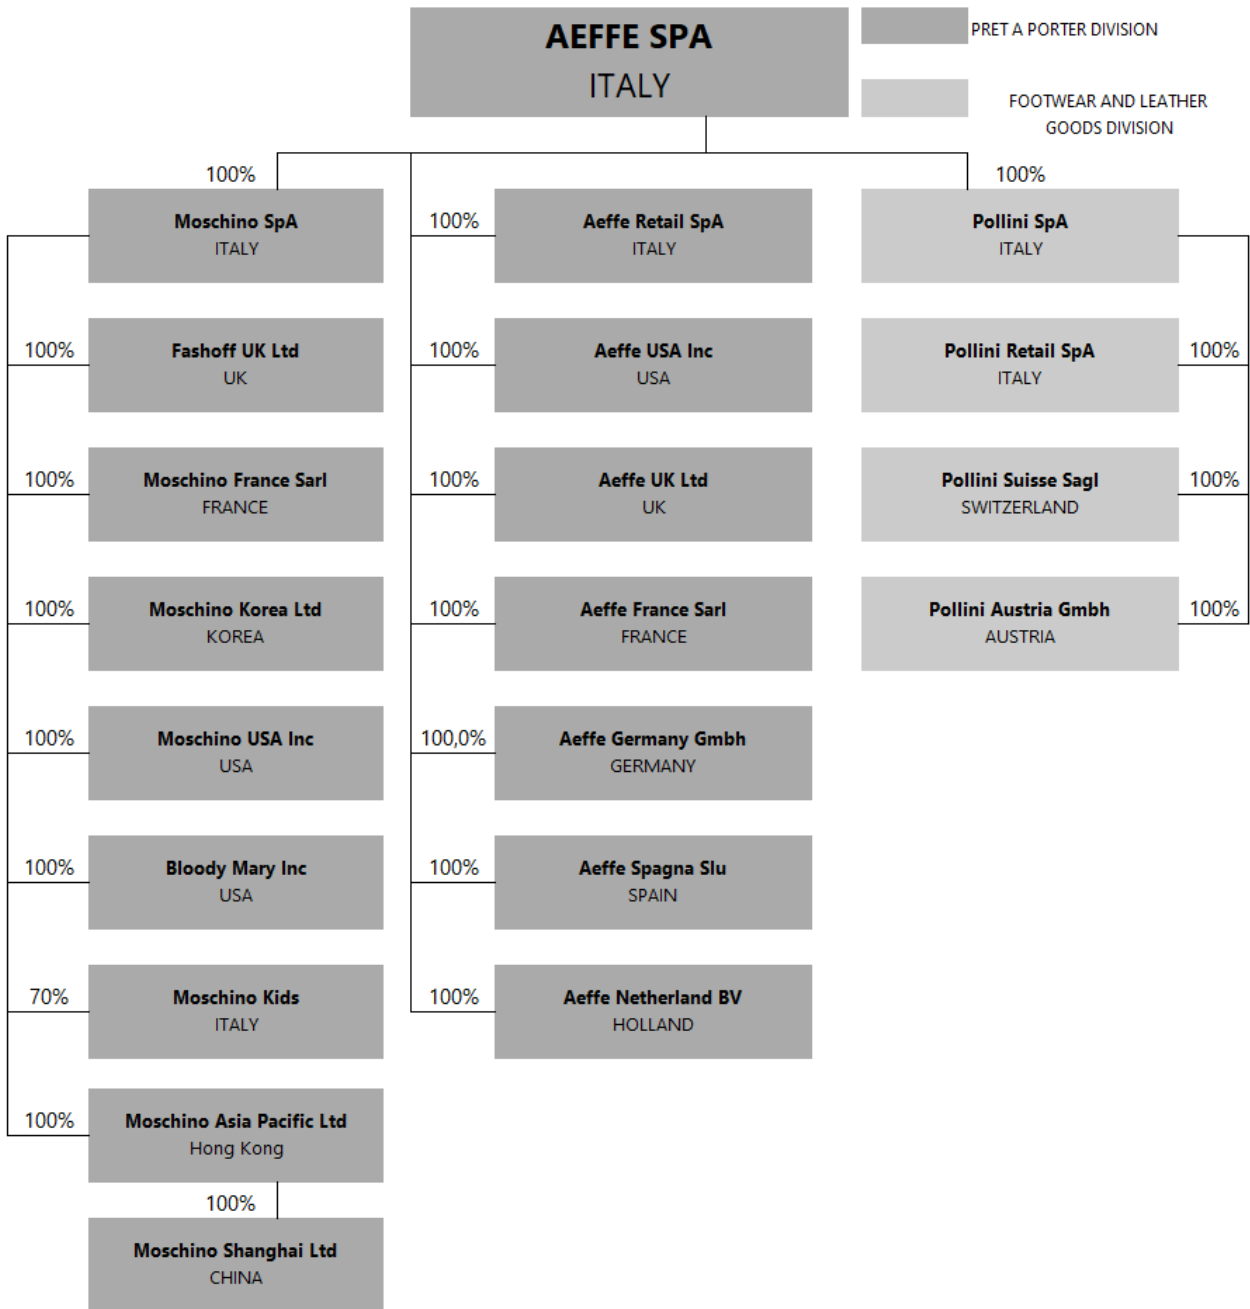 AEFFE SPA
ITALY
PRET A PORTER DIVISION
FOOTWEAR AND LEATHER
GOODS DIVISION
100%
100%
Moschino SpA
ITALY
100%
Aeffe Retail SpA
ITALY
Pollini SpA
ITALY
100%
Fashoff UK Ltd
UK
100%
Aeffe USA Inc
USA
Pollini Retail SpA
ITALY
100%
100%
Moschino France Sarl
FRANCE
100%
Aeffe UK Ltd
UK
Pollini Suisse Sagl
SWITZERLAND
100%
100%
Moschino Korea Ltd
KOREA
100%
Aeffe France Sarl
FRANCE
Pollini Austria Gmbh
AUSTRIA
100%
100%
Moschino USA Inc
USA
100,0%
Aeffe Germany Gmbh
GERMANY
100%
Bloody Mary Inc
USA
100%
Aeffe Spagna Slu
SPAIN
70%
Moschino Kids
ITALY
100%
Aeffe Netherland BV
HOLLAND
100%
Moschino Asia Pacific Ltd
Hong Kong
100%
Moschino Shanghai Ltd
CHINA